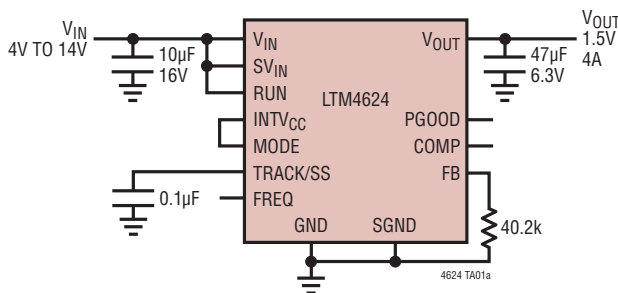 VIN
4V TO 14V
10µF
16V
VIN
SVIN
RUN
INTVCC
MODE
TRACK/SS
FREQ
0.1µF
LTM4624
GND
SGND
VOUT
PGOOD
COMP
FB
47µF
6.3V
VOUT
1.5V
4A
40.2k
4624 TA01a